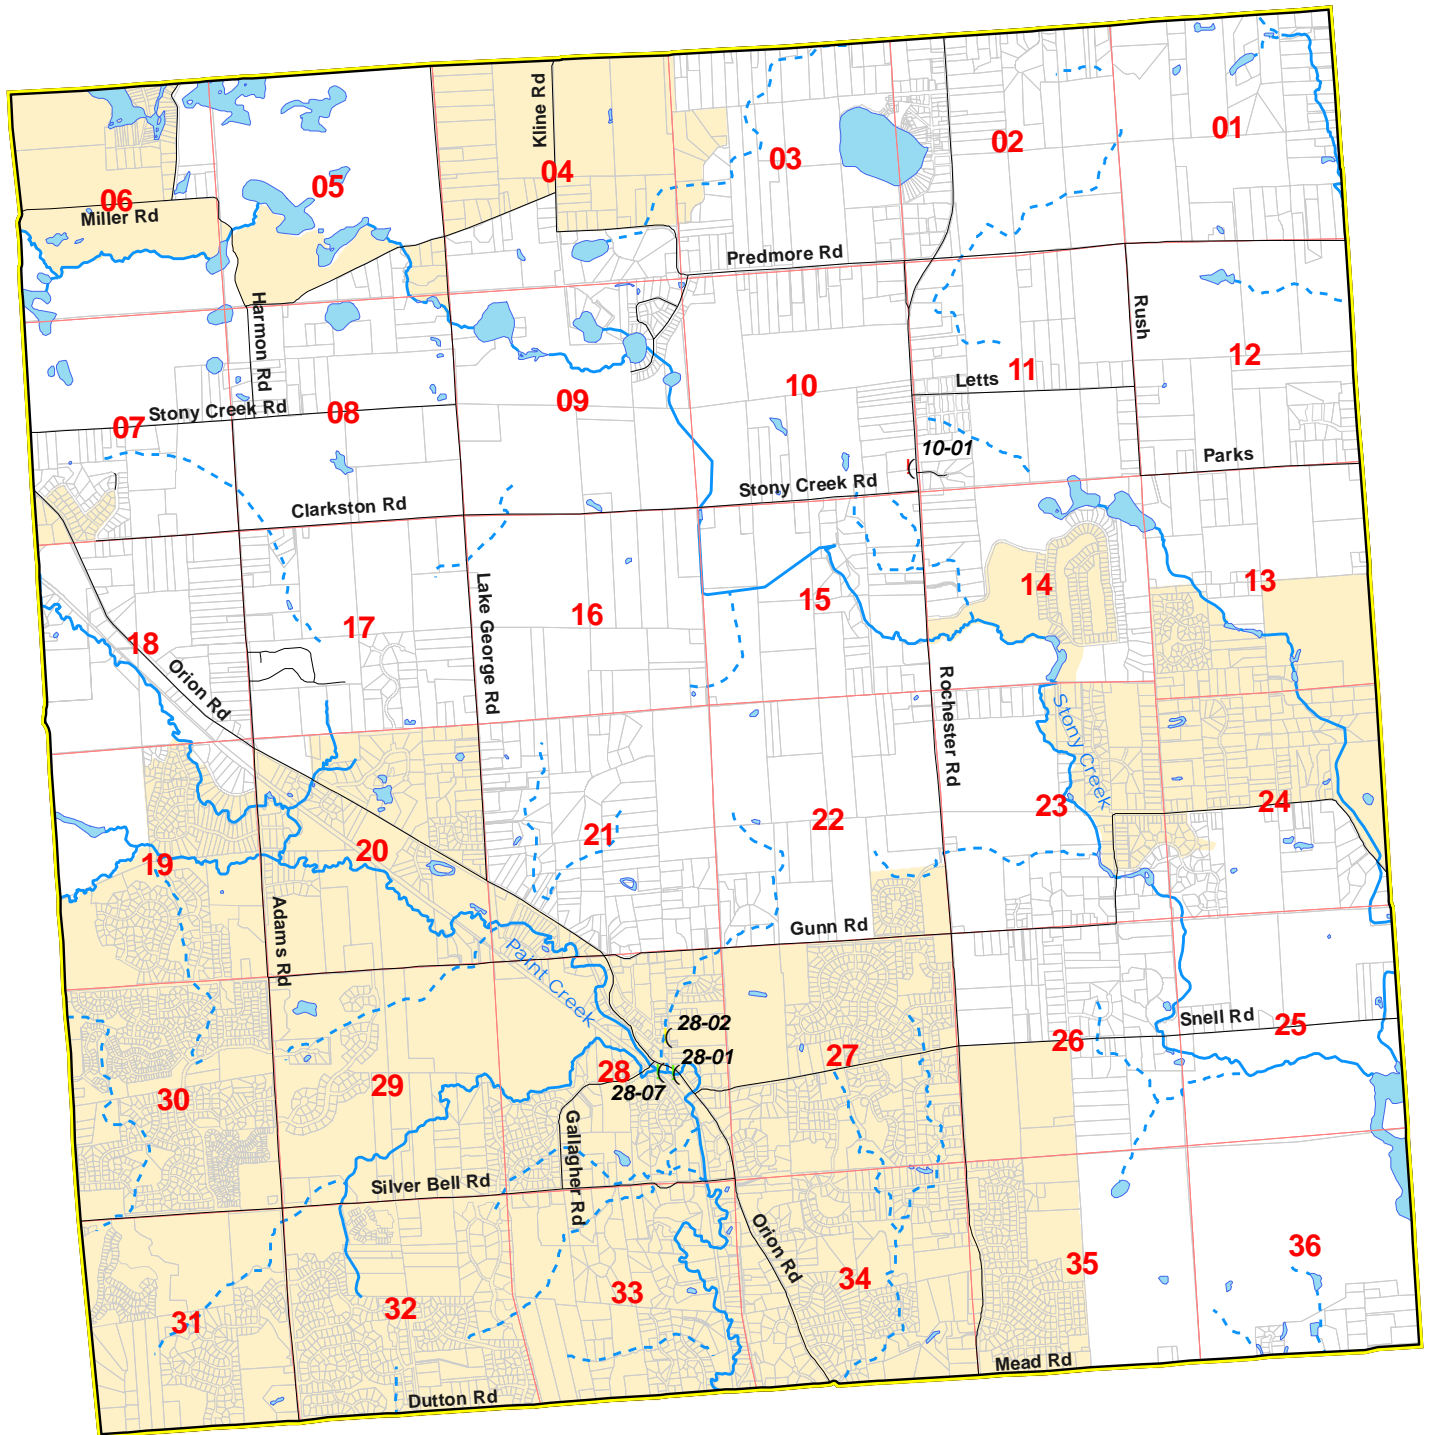 Kline Rd
01
02
03
04
05
06
Miller Rd
Predmore Rd
Harmon Rd
Rush
12
11
Letts
10
09
08
Stony Creek Rd
07
10-01
Parks
Stony Creek Rd
Clarkston Rd
Lake George Rd
13
14
15
16
17
18
Orion Rd
Rochester Rd
Stony Creek
24
23
22
21
20
19
Adams Rd
Gunn Rd
Paint Creek
28-02
28-01
28-07
Snell Rd
25
26
27
28
29
30
Gallagher Rd
Silver Bell Rd
Orion Rd
36
35
34
33
32
31
Mead Rd
Dutton Rd